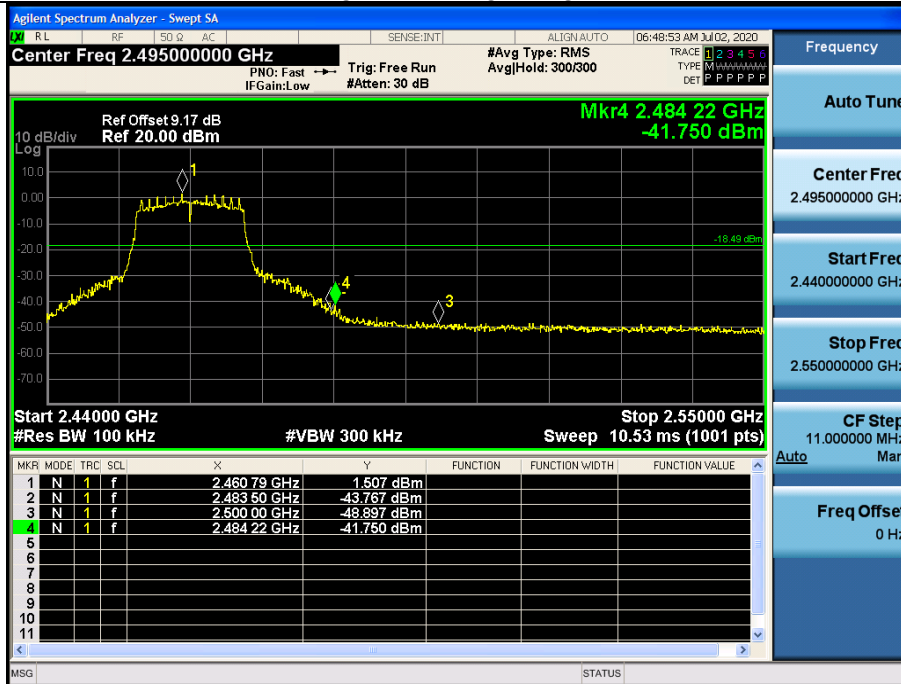 Agilent Spectrum Analyzer - Swept SA
LXI RL RF 50 Ω AC SENSE:INT ALIGN AUTO 06:48:53 AM Jul 02, 2020
Center Freq 2.495000000 GHz
PNO: Fast
IFGain:Low
Trig: Free Run
#Atten: 30 dB
#Avg Type: RMS
Avg|Hold: 300/300
TRACE 1 2 3 4 5 6
TYPE M WWWWW
DET P P P P P P
Frequency
Mkr4 2.484 22 GHz
-41.750 dBm
Ref Offset 9.17 dB
10 dB/div Ref 20.00 dBm
Log
10.0
0.00
-10.0
-20.0
-30.0
-40.0
-50.0
-60.0
-70.0
1
4
3
-18.49 dBm
Start 2.44000 GHz Stop 2.55000 GHz
#Res BW 100 kHz #VBW 300 kHz Sweep 10.53 ms (1001 pts)
MKR MODE TRC SCL X Y FUNCTION FUNCTION WIDTH FUNCTION VALUE
1 N 1 f 2.460 79 GHz 1.507 dBm
2 N 1 f 2.483 50 GHz -43.767 dBm
3 N 1 f 2.500 00 GHz -48.897 dBm
4 N 1 f 2.484 22 GHz -41.750 dBm
5
6
7
8
9
10
11
MSG STATUS
Auto Tune
Center Freq
2.495000000 GHz
Start Freq
2.440000000 GHz
Stop Freq
2.550000000 GHz
CF Step
11.000000 MHz
Auto Man
Freq Offset
0 Hz